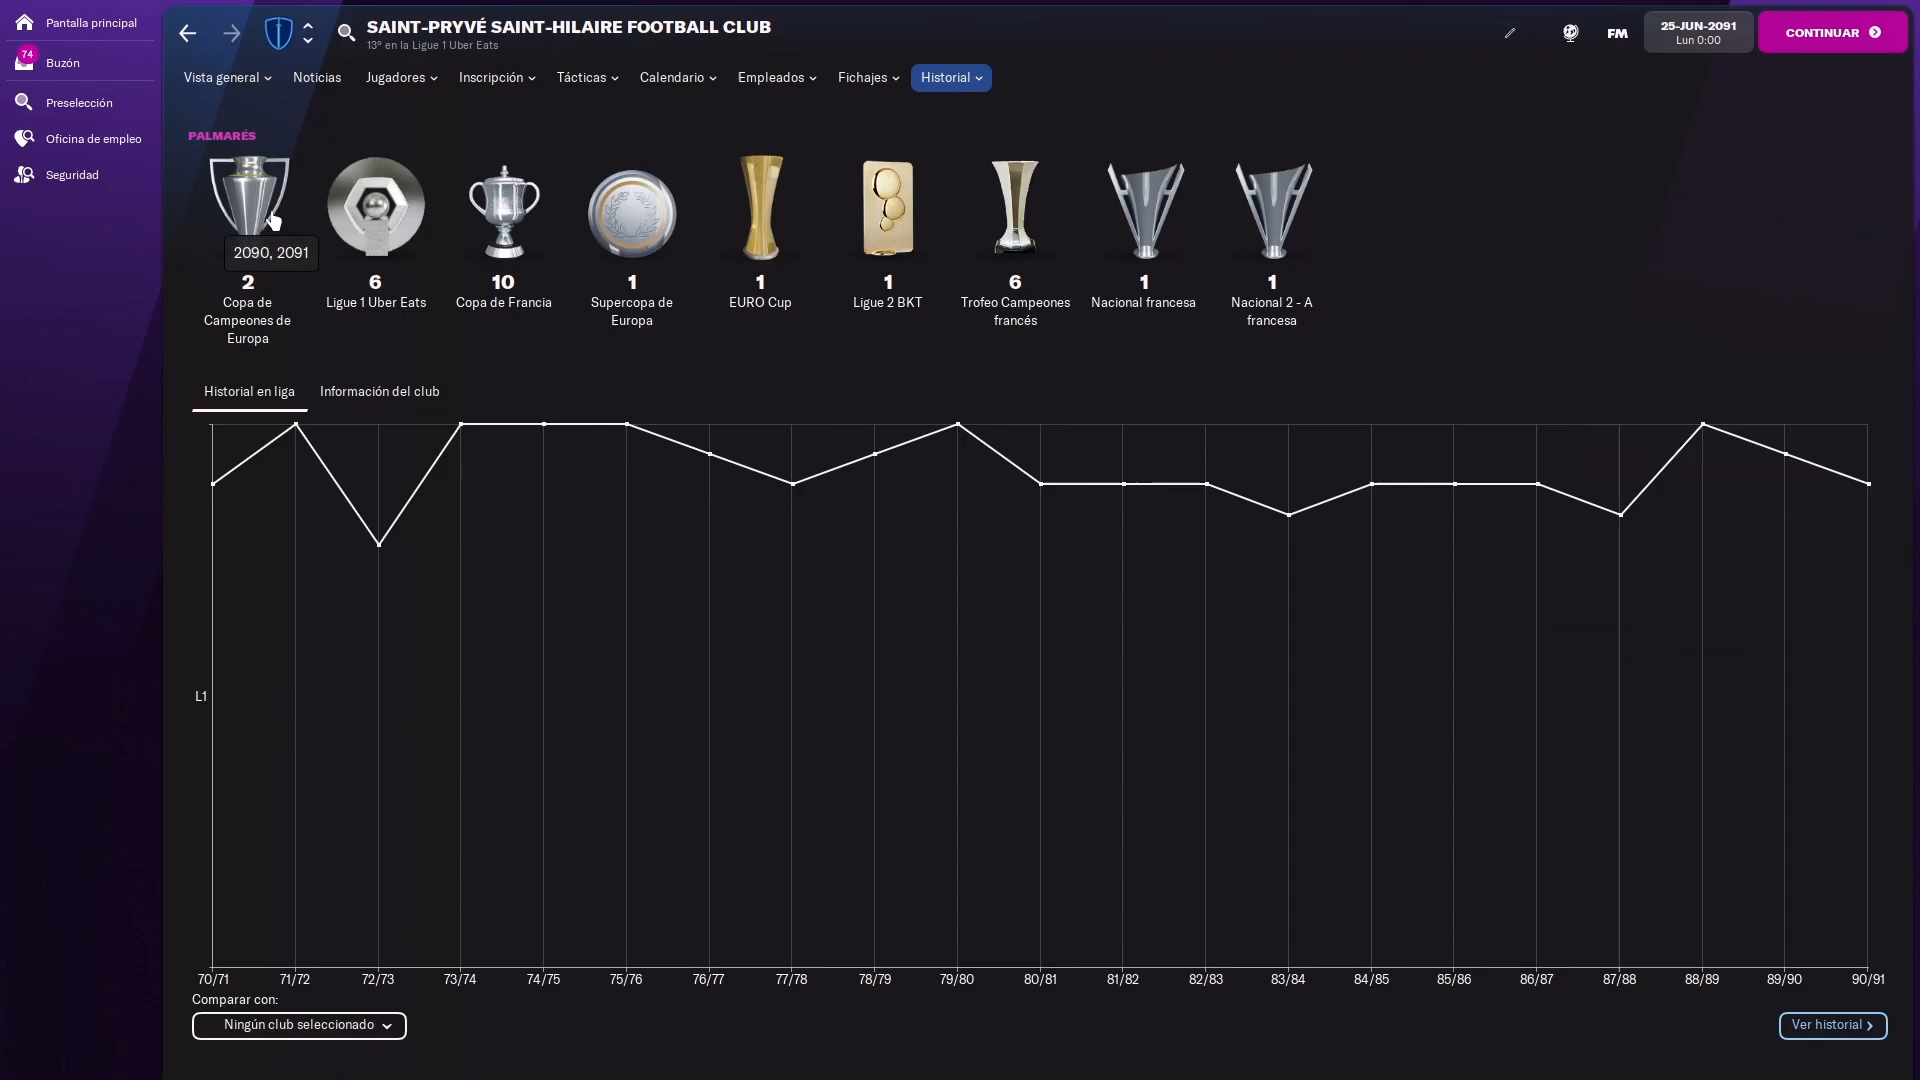 Pantalla principal
74
Buzón
Preselección
Oficina de empleo
Seguridad
SAINT-PRYVÉ SAINT-HILAIRE FOOTBALL CLUB
13° en la Ligue 1 Uber Eats
FM
25-JUN-2091
Lun 0:00
CONTINUAR
Vista general
Noticias
Jugadores
Inscripción
Tácticas
Calendario
Empleados
Fichajes
Historial
PALMARÉS
2090, 2091
2
Copa de
Campeones de
Europa
6
Ligue 1 Uber Eats
10
Copa de Francia
1
Supercopa de
Europa
1
EURO Cup
1
Ligue 2 BKT
6
Trofeo Campeones
francés
1
Nacional francesa
1
Nacional 2 - A
francesa
Historial en liga
Información del club
L1
70/71
71/72
72/73
73/74
74/75
75/76
76/77
77/78
78/79
79/80
80/81
81/82
82/83
83/84
84/85
85/86
86/87
87/88
88/89
89/90
90/91
Comparar con:
Ningún club seleccionado
Ver historial